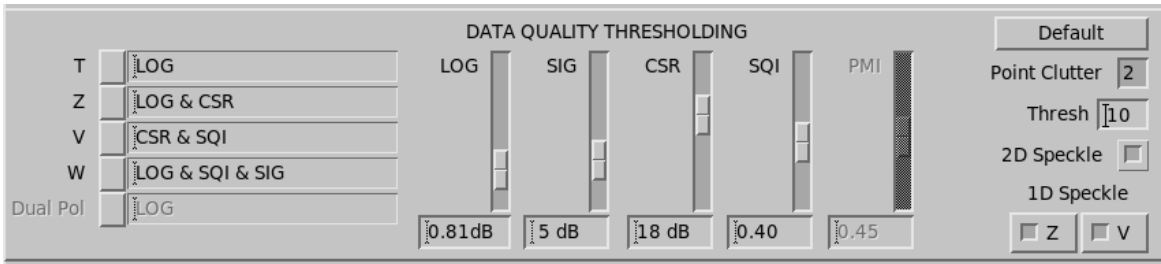 DATA QUALITY THRESHOLDING
Default
T LOG
Z LOG & CSR
V CSR & SQI
W LOG & SQI & SIG
Dual Pol LOG
LOG SIG CSR SQI PMI
0.81dB 5 dB 18 dB 0.40 0.45
Point Clutter 2
Thresh 10
2D Speckle
1D Speckle
Z V